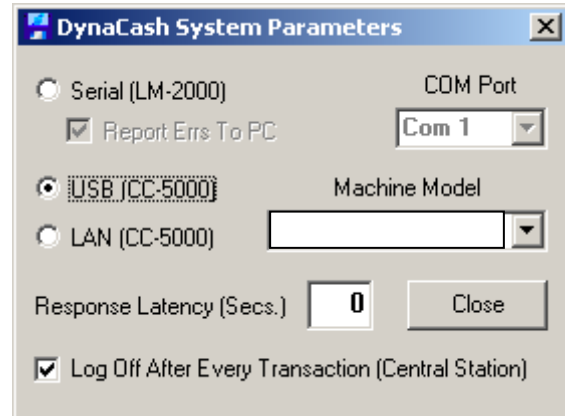 DynaCash System Parameters
Serial (LM-2000)
COM Port
Report Errs To PC
Com 1
USB (CC-5000)
Machine Model
LAN (CC-5000)
Response Latency (Secs.)
0
Close
Log Off After Every Transaction (Central Station)